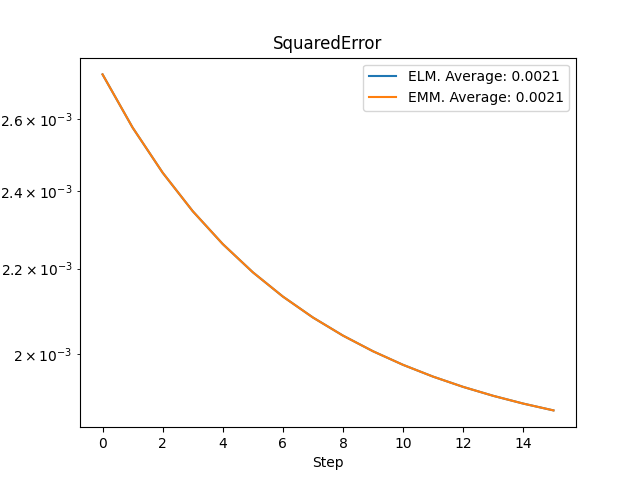 SquaredError
ELM. Average: 0.0021
EMM. Average: 0.0021
2.6 × 10⁻³
2.4 × 10⁻³
2.2 × 10⁻³
2 × 10⁻³
0 2 4 6 8 10 12 14
Step